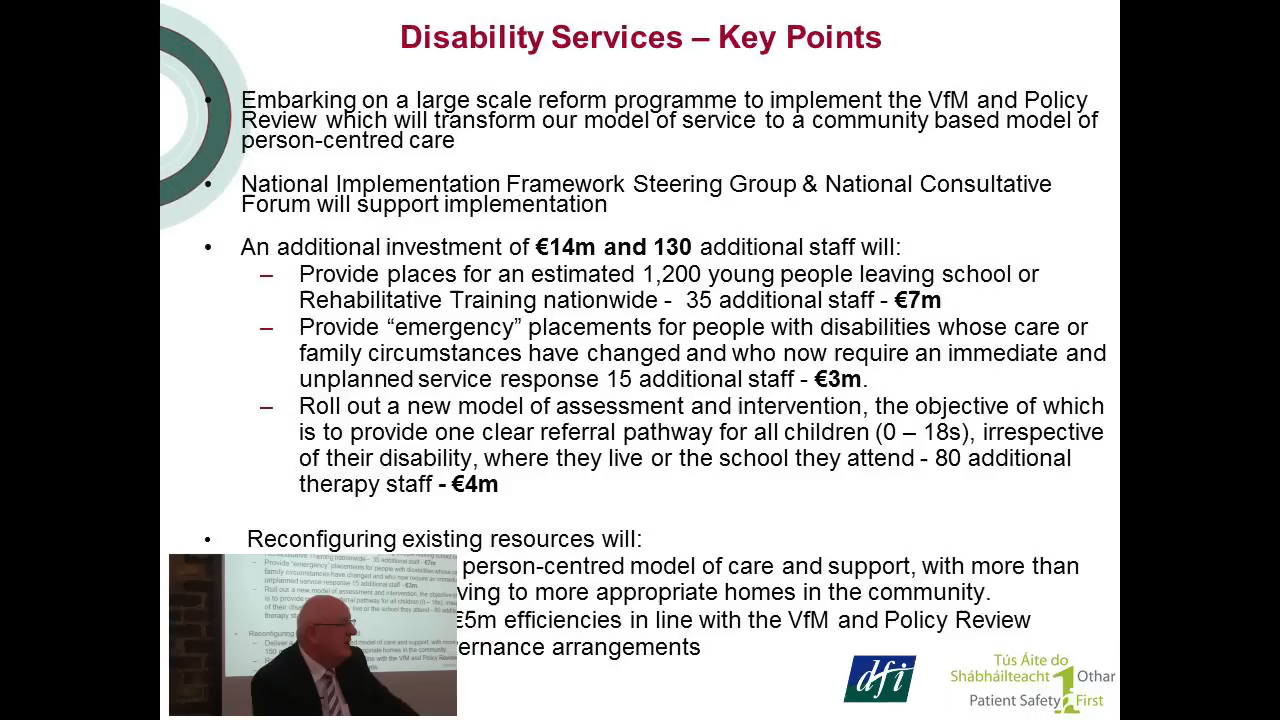 Disability Services – Key Points
• Embarking on a large scale reform programme to implement the VfM and Policy
Review which will transform our model of service to a community based model of
person-centred care
• National Implementation Framework Steering Group & National Consultative
Forum will support implementation
• An additional investment of €14m and 130 additional staff will:
– Provide places for an estimated 1,200 young people leaving school or
Rehabilitative Training nationwide - 35 additional staff - €7m
– Provide “emergency” placements for people with disabilities whose care or
family circumstances have changed and who now require an immediate and
unplanned service response 15 additional staff - €3m.
– Roll out a new model of assessment and intervention, the objective of which
is to provide one clear referral pathway for all children (0 – 18s), irrespective
of their disability, where they live or the school they attend - 80 additional
therapy staff - €4m
• Reconfiguring existing resources will:
person-centred model of care and support, with more than
ving to more appropriate homes in the community.
€5m efficiencies in line with the VfM and Policy Review
ernance arrangements
dfi
Tús Áite do
Shábháilteacht
Othar
Patient Safety
First
1